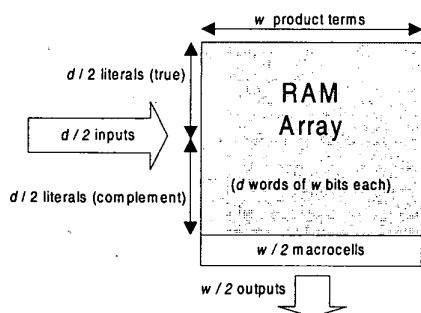 w product terms
d / 2 literals (true)
RAM
Array
d / 2 inputs
(d words of w bits each)
d / 2 literals (complement)
w / 2 macrocells
w / 2 outputs